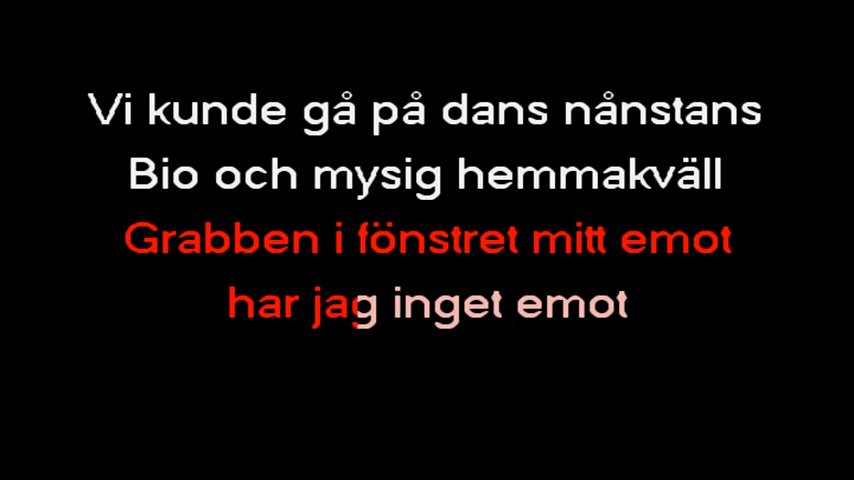 Vi kunde gå på dans nånstans
Bio och mysig hemmakväll
Grabben i fönstret mitt emot
har jag inget emot